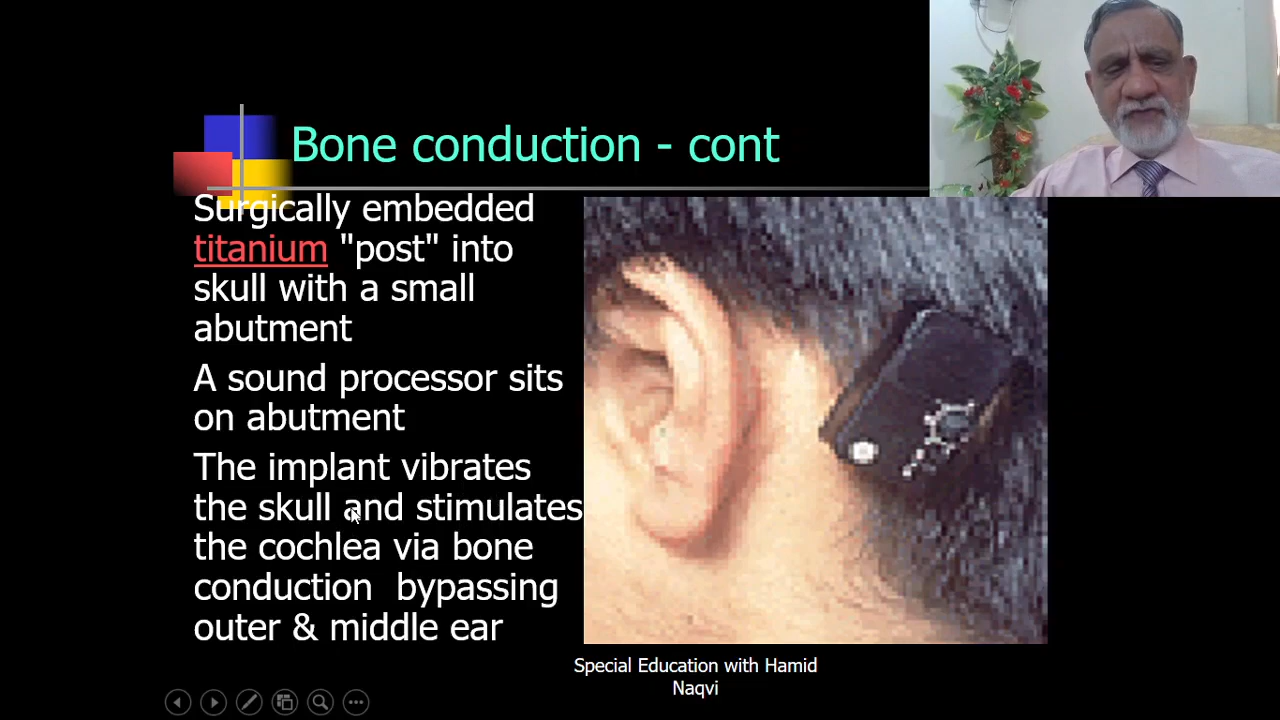 Bone conduction - cont
Surgically embedded
titanium "post" into
skull with a small
abutment
A sound processor sits
on abutment
The implant vibrates
the skull and stimulates
the cochlea via bone
conduction  bypassing
outer & middle ear
Special Education with Hamid
Naqvi